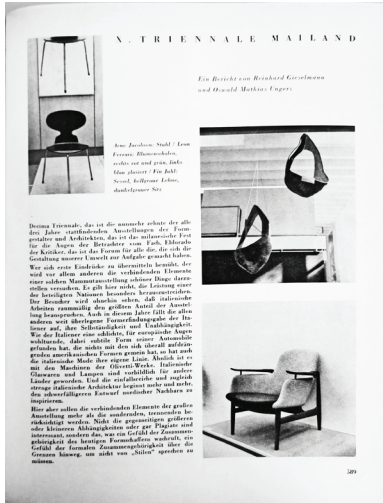 X. TRIENNALE MAILAND
Ein Bericht von Reinhard Gieselmann
und Oswald Mathias Ungers
Arne Jacobsen: Stuhl / Leon
Ferrari: Blumenschalen,
rechts rot und grün, links
blau glasiert / Fin Juhl:
Sessel, hellgraue Lehne,
dunkelgrauer Sitz
Decima Triennale, das ist die nunmehr zehnte der alle
drei Jahre stattfindenden Ausstellungen der Form-
gestalter und Architekten, das ist das milanesische Fest
für die Augen der Betrachter vom Fach, Eldorado
der Kritiker, das ist das Forum für alle die, die sich die
Gestaltung unserer Umwelt zur Aufgabe gemacht haben.
Wer sich erste Eindrücke zu übermitteln bemüht, der
wird vor allem anderen die verbindenden Elemente
einer solchen Mammutausstellung schöner Dinge darzu-
stellen versuchen. Es gilt hier nicht, die Leistung einer
der beteiligten Nationen besonders herauszustreichen.
Der Besucher wird ohnehin sehen, daß italienische
Arbeiten raummäßig den größten Anteil der Ausstel-
lung beanspruchen. Auch in diesem Jahre fällt die allen
anderen weit überlegene Formerfindungsgabe der Ita-
liener auf, ihre Selbständigkeit und Unabhängigkeit.
Wie der Italiener eine schlichte, für europäische Augen
wohltuende, dabei subtile Form seiner Automobile
gefunden hat, die nichts mit den sich überall aufdrän-
genden amerikanischen Formen gemein hat, so hat auch
die italienische Mode ihre eigene Linie. Ähnlich ist es
mit den Maschinen der Olivetti-Werke. Italienische
Glaswaren und Lampen sind vorbildlich für andere
Länder geworden. Und die einfallsreiche und zugleich
strenge italienische Architektur beginnt mehr und mehr,
den schwerfälligeren Entwurf nordischer Nachbarn zu
inspirieren.
Hier aber sollen die verbindenden Elemente der großen
Ausstellung mehr als die sondernden, trennenden be-
rücksichtigt werden. Nicht die gegenseitigen größeren
oder kleineren Abhängigkeiten oder gar Plagiate sind
interessant, sondern das, was ein Gefühl der Zusammen-
gehörigkeit des heutigen Formschaffens wachruft, ein
Gefühl der formalen Zusammengehörigkeit über die
Grenzen hinweg, um nicht von „Stilen" sprechen zu
müssen.
589